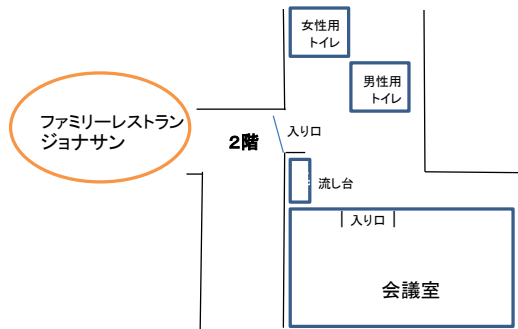 女性用
トイレ
男性用
トイレ
ファミリーレストラン
ジョナサン
2階
入り口
流し台
入り口
会議室